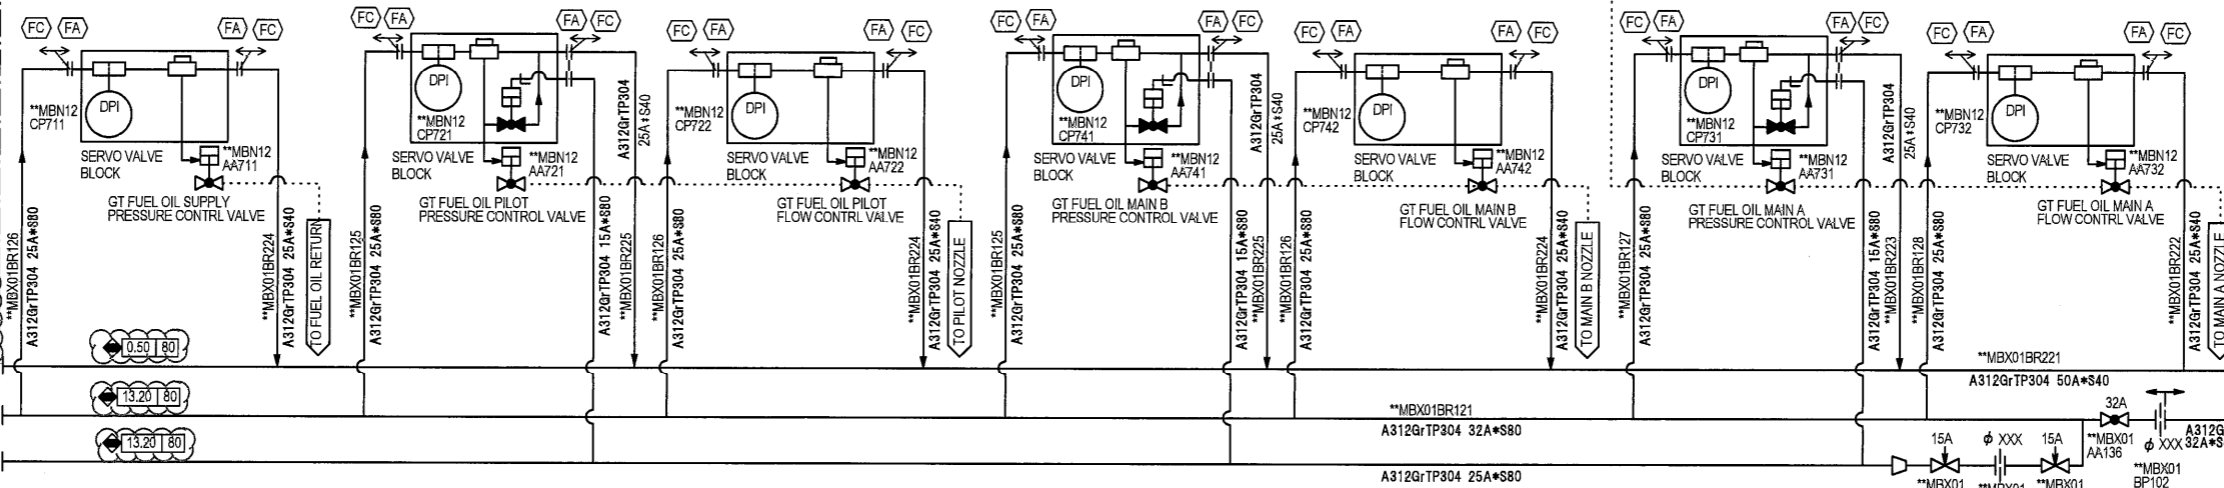 FC FA
FA FC
DPI
**MBN12
CP711
SERVO VALVE
BLOCK
**MBN12
AA711
GT FUEL OIL SUPPLY
PRESSURE CONTRL VALVE
**MBX01BR126
A312GrTP304 25A*S80
**MBX01BR224
A312GrTP304 25A*S40
TO FUEL OIL RETURN
FC FA
FA FC
DPI
**MBN12
CP721
SERVO VALVE
BLOCK
**MBN12
AA721
GT FUEL OIL PILOT
PRESSURE CONTROL VALVE
**MBX01BR125
A312GrTP304 25A*S80
A312GrTP304 15A*S80
**MBX01BR225
A312GrTP304
25A*S40
FC FA
FA FC
DPI
**MBN12
CP722
SERVO VALVE
BLOCK
**MBN12
AA722
GT FUEL OIL PILOT
FLOW CONTRL VALVE
**MBX01BR126
A312GrTP304 25A*S80
**MBX01BR224
A312GrTP304 25A*S40
TO PILOT NOZZLE
FC FA
FA FC
DPI
**MBN12
CP741
SERVO VALVE
BLOCK
**MBN12
AA741
GT FUEL OIL MAIN B
PRESSURE CONTROL VALVE
**MBX01BR125
A312GrTP304 25A*S80
A312GrTP304 15A*S80
**MBX01BR225
A312GrTP304
25A*S40
FC FA
FA FC
DPI
**MBN12
CP742
SERVO VALVE
BLOCK
**MBN12
AA742
GT FUEL OIL MAIN B
FLOW CONTRL VALVE
**MBX01BR126
A312GrTP304 25A*S80
**MBX01BR224
A312GrTP304 25A*S40
TO MAIN B NOZZLE
FC FA
FA FC
DPI
**MBN12
CP731
SERVO VALVE
BLOCK
**MBN12
AA731
GT FUEL OIL MAIN A
PRESSURE CONTROL VALVE
**MBX01BR127
A312GrTP304 25A*S80
A312GrTP304 15A*S80
**MBX01BR223
A312GrTP304
25A*S40
FC FA
FA FC
DPI
**MBN12
CP732
SERVO VALVE
BLOCK
**MBN12
AA732
GT FUEL OIL MAIN A
FLOW CONTRL VALVE
**MBX01BR128
A312GrTP304 25A*S80
**MBX01BR222
A312GrTP304 25A*S40
TO MAIN A NOZZLE
0.50 80
**MBX01BR221
A312GrTP304 50A*S40
13.20 80
**MBX01BR121
A312GrTP304 32A*S80
13.20 80
A312GrTP304 25A*S80
15A
**MBX01
φ XXX
**MBX01
15A
**MBX01
32A
**MBX01
AA136
φ XXX
**MBX01
BP102
A312G
32A*S